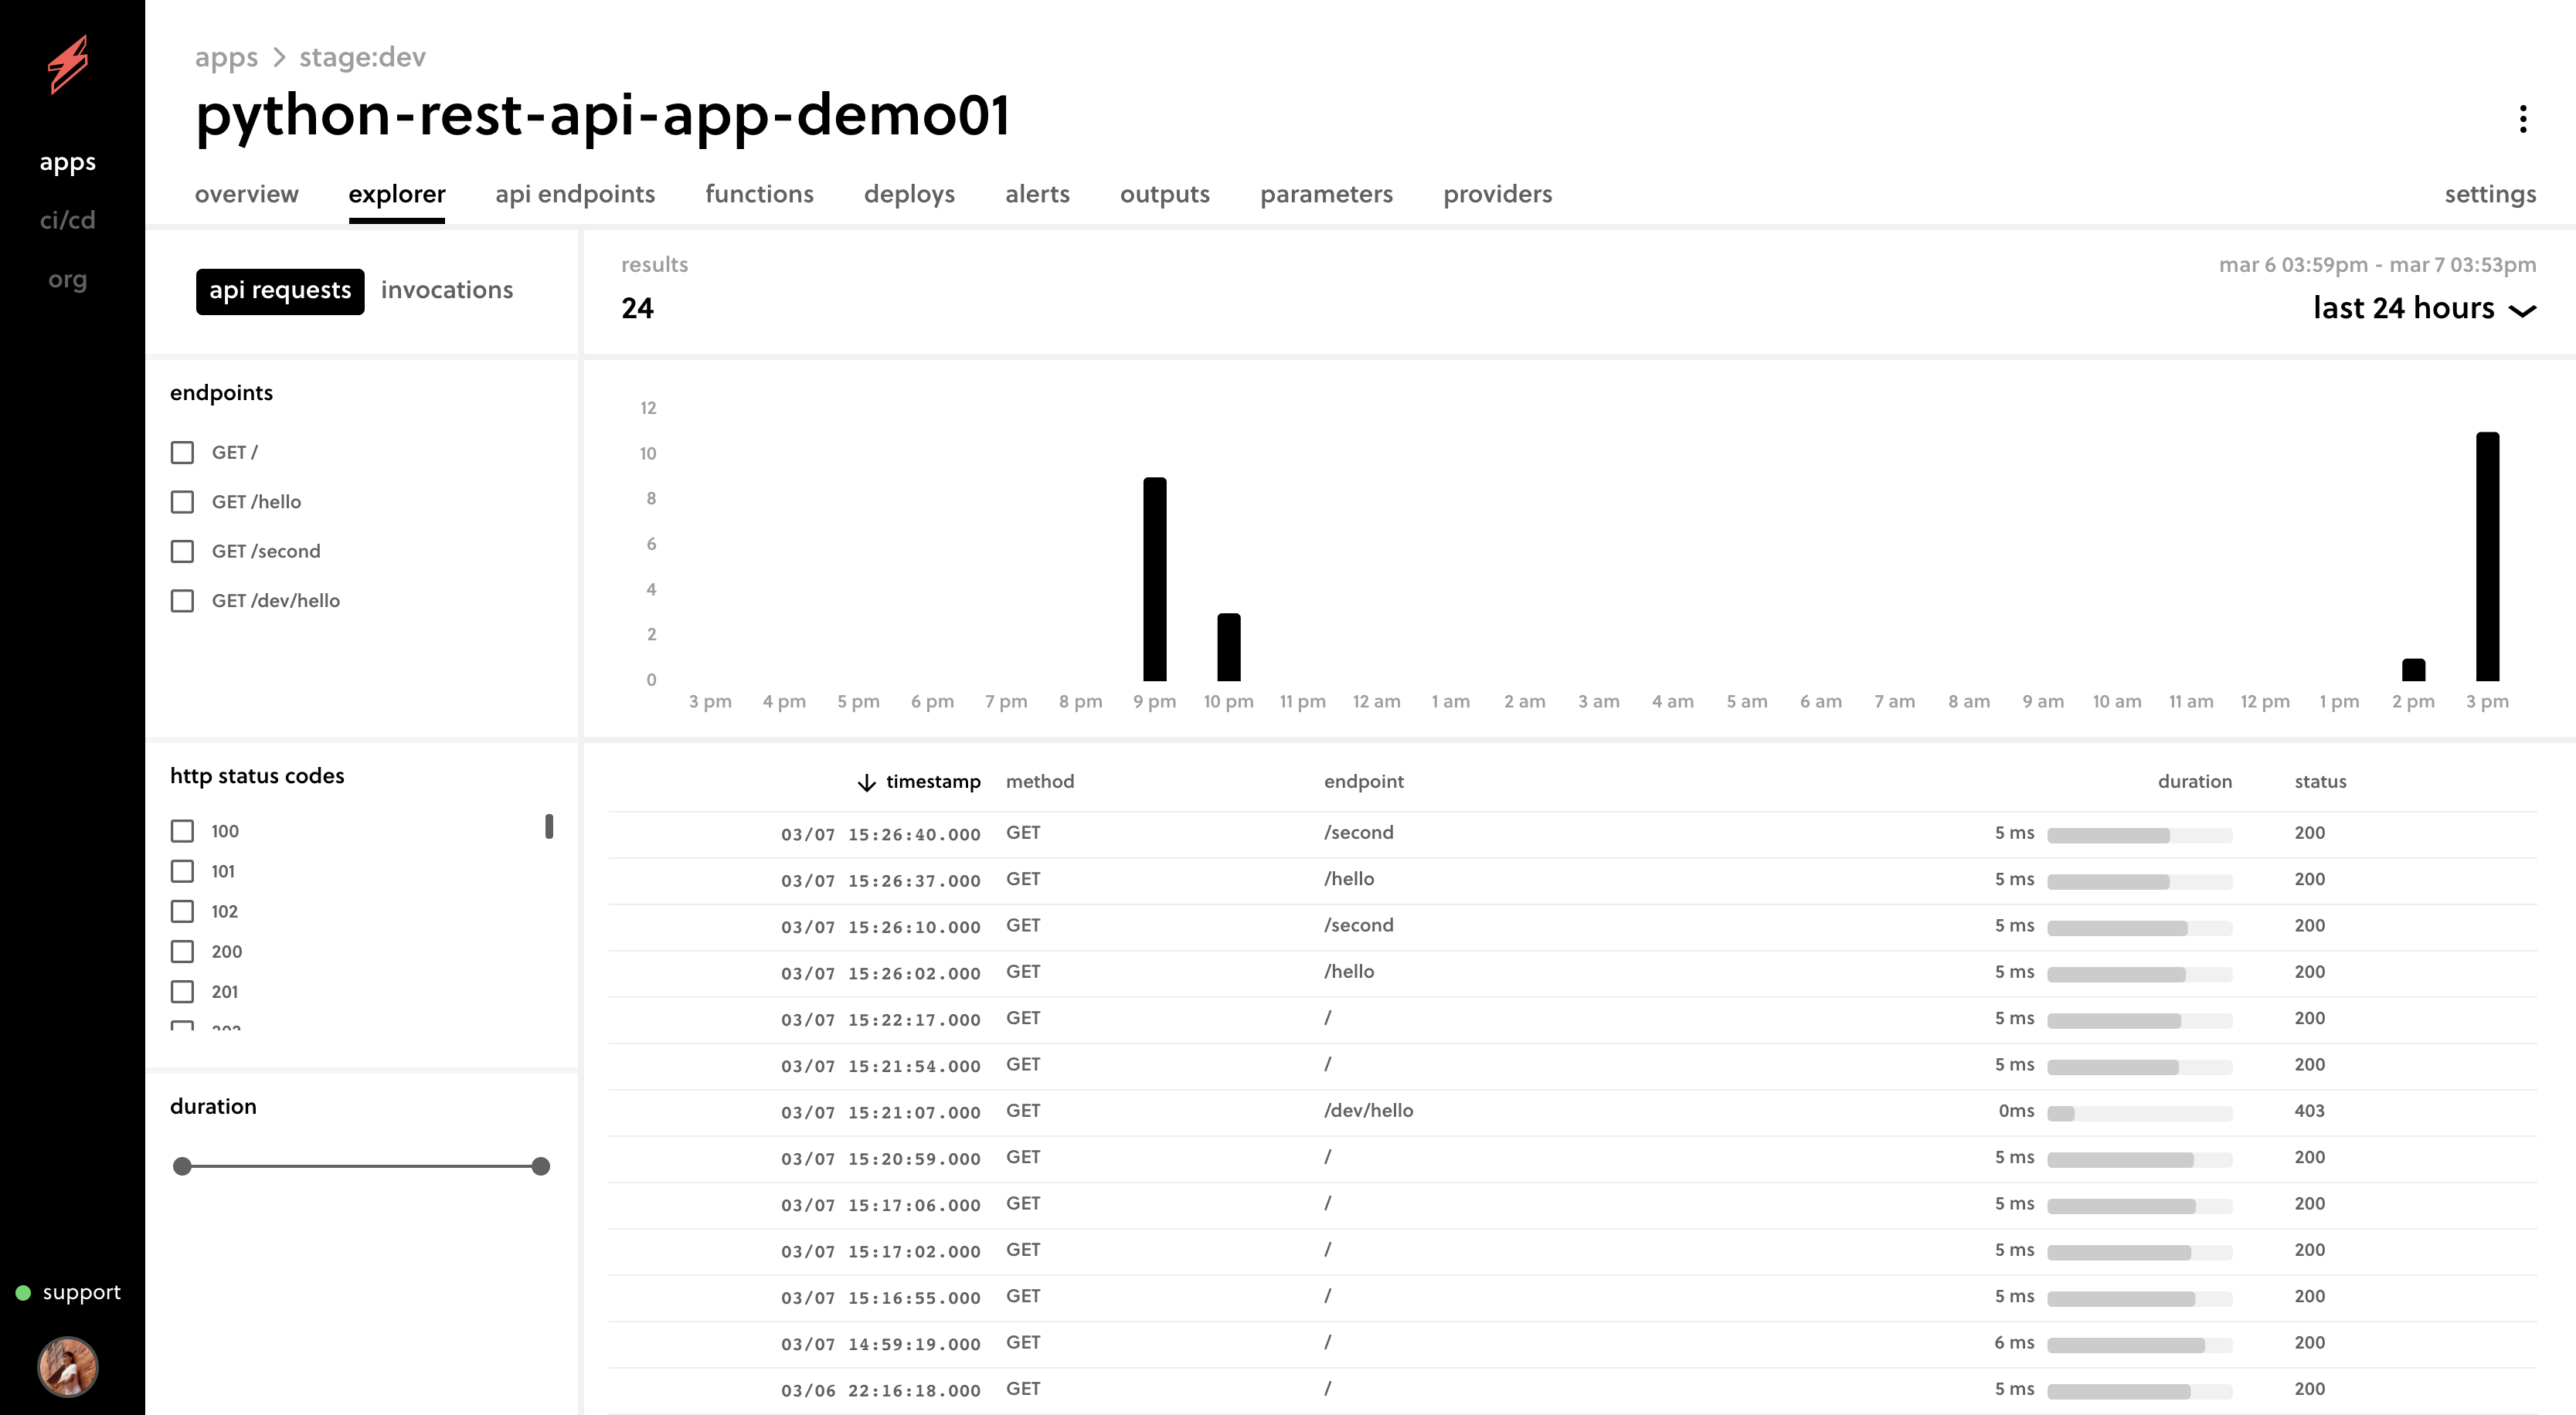 apps > stage:dev
python-rest-api-app-demo01
apps
ci/cd
org
support
overview explorer api endpoints functions deploys alerts outputs parameters providers settings
api requests invocations
results
24
mar 6 03:59pm - mar 7 03:53pm
last 24 hours
endpoints
GET /
GET /hello
GET /second
GET /dev/hello
12
10
8
6
4
2
0
3 pm 4 pm 5 pm 6 pm 7 pm 8 pm 9 pm 10 pm 11 pm 12 am 1 am 2 am 3 am 4 am 5 am 6 am 7 am 8 am 9 am 10 am 11 am 12 pm 1 pm 2 pm 3 pm
http status codes
100
101
102
200
201
duration
timestamp method endpoint duration status
03/07 15:26:40.000 GET /second 5 ms 200
03/07 15:26:37.000 GET /hello 5 ms 200
03/07 15:26:10.000 GET /second 5 ms 200
03/07 15:26:02.000 GET /hello 5 ms 200
03/07 15:22:17.000 GET / 5 ms 200
03/07 15:21:54.000 GET / 5 ms 200
03/07 15:21:07.000 GET /dev/hello 0ms 403
03/07 15:20:59.000 GET / 5 ms 200
03/07 15:17:06.000 GET / 5 ms 200
03/07 15:17:02.000 GET / 5 ms 200
03/07 15:16:55.000 GET / 5 ms 200
03/07 14:59:19.000 GET / 6 ms 200
03/06 22:16:18.000 GET / 5 ms 200